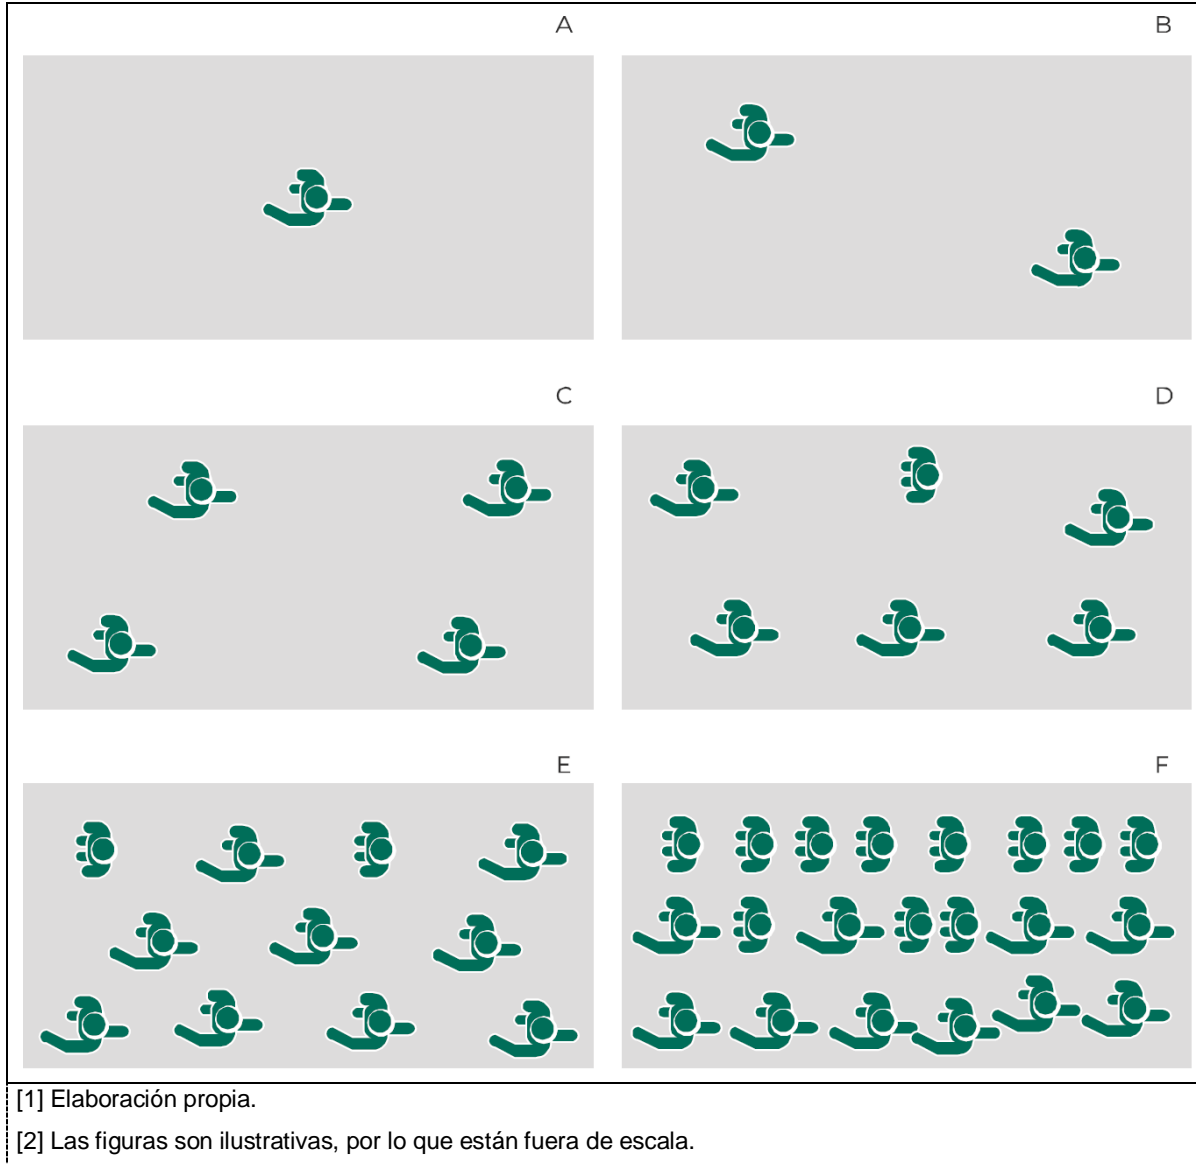 A
B
C
D
E
F
[1] Elaboración propia.
[2] Las figuras son ilustrativas, por lo que están fuera de escala.